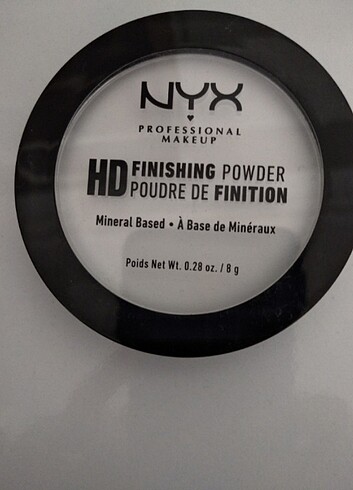 NYX
PROFESSIONAL
MAKEUP
HD FINISHING POWDER
POUDRE DE FINITION
Mineral Based • À Base de Minéraux
Poids Net Wt. 0.28 oz. / 8 g